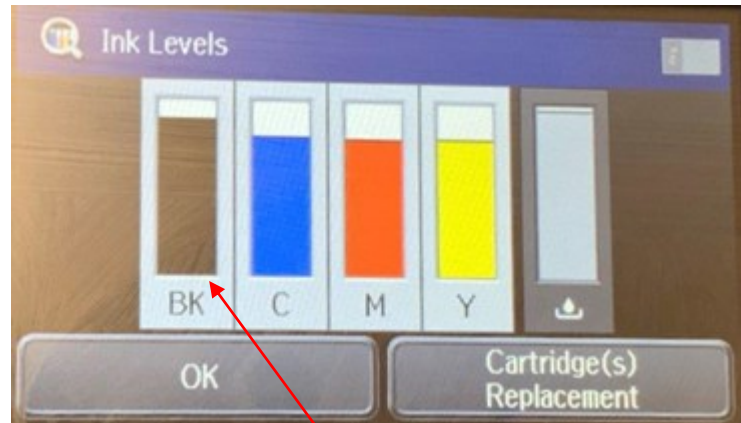 Ink Levels
BK C M Y
OK
Cartridge(s)
Replacement